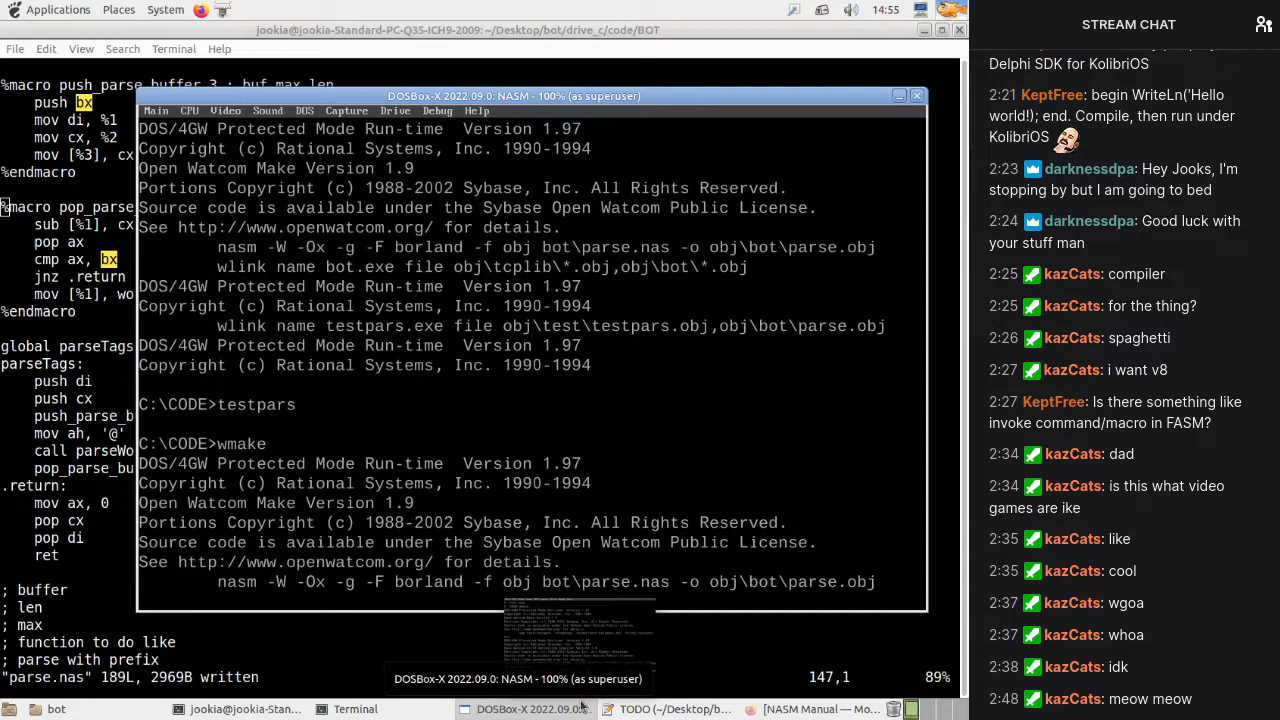 Applications Places System 14:55
jookia@jookia-Standard-PC-Q35-ICH9-2009: ~/Desktop/bot/drive_c/code/BOT
File Edit View Search Terminal Help
%macro push_parse_buffer 3 ; buf max len
push bx
mov di, %1
mov cx, %2
mov [%3], cx
%endmacro
%macro pop_parse
sub [%1], cx
pop ax
cmp ax, bx
jnz .return
mov [%1], wo
%endmacro
global parseTags
parseTags:
push di
push cx
push_parse_b
mov ah, '@'
call parseWo
pop_parse_bu
.return:
mov ax, 0
pop cx
pop di
ret
; buffer
; len
; max
; function to do like
; parse with prefix
"parse.nas" 189L, 2969B written 147,1 89%
DOSBox-X 2022.09.0: NASM - 100% (as superuser)
Main CPU Video Sound DOS Capture Drive Debug Help
DOS/4GW Protected Mode Run-time Version 1.97
Copyright (c) Rational Systems, Inc. 1990-1994
Open Watcom Make Version 1.9
Portions Copyright (c) 1988-2002 Sybase, Inc. All Rights Reserved.
Source code is available under the Sybase Open Watcom Public License.
See http://www.openwatcom.org/ for details.
nasm -W -Ox -g -F borland -f obj bot\parse.nas -o obj\bot\parse.obj
wlink name bot.exe file obj\tcplib\*.obj,obj\bot\*.obj
DOS/4GW Protected Mode Run-time Version 1.97
Copyright (c) Rational Systems, Inc. 1990-1994
wlink name testpars.exe file obj\test\testpars.obj,obj\bot\parse.obj
DOS/4GW Protected Mode Run-time Version 1.97
Copyright (c) Rational Systems, Inc. 1990-1994
C:\CODE>testpars
C:\CODE>wmake
DOS/4GW Protected Mode Run-time Version 1.97
Copyright (c) Rational Systems, Inc. 1990-1994
Open Watcom Make Version 1.9
Portions Copyright (c) 1988-2002 Sybase, Inc. All Rights Reserved.
Source code is available under the Sybase Open Watcom Public License.
See http://www.openwatcom.org/ for details.
nasm -W -Ox -g -F borland -f obj bot\parse.nas -o obj\bot\parse.obj
DOSBox-X 2022.09.0: NASM - 100% (as superuser)
bot jookia@jookia-Stan... Terminal DOSBox-X 2022.09.0:... TODO (~/Desktop/b... [NASM Manual — Mo...
STREAM CHAT
Delphi SDK for KolibriOS
2:21 KeptFree: begin WriteLn('Hello
world!); end. Compile, then run under
KolibriOS
2:23 darknessdpa: Hey Jooks, I'm
stopping by but I am going to bed
2:24 darknessdpa: Good luck with
your stuff man
2:25 kazCats: compiler
2:25 kazCats: for the thing?
2:26 kazCats: spaghetti
2:27 kazCats: i want v8
2:27 KeptFree: Is there something like
invoke command/macro in FASM?
2:34 kazCats: dad
2:34 kazCats: is this what video
games are ike
2:35 kazCats: like
2:35 kazCats: cool
2:37 kazCats: wgoa
2:37 kazCats: whoa
2:38 kazCats: idk
2:48 kazCats: meow meow